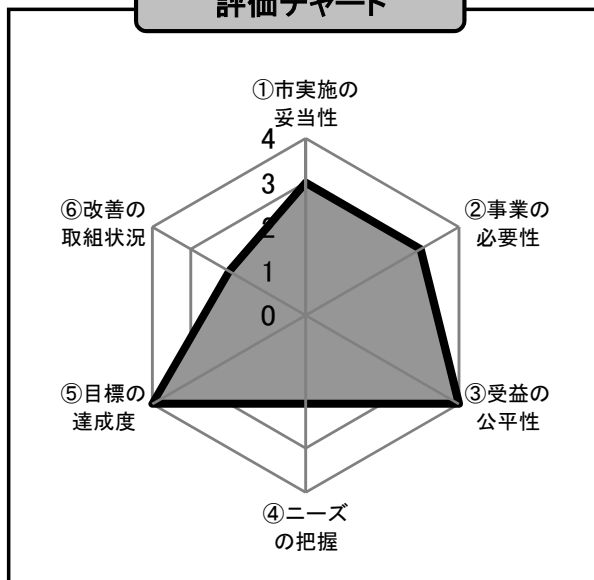 評価チャート
①市実施の
妥当性
4
3
2
1
0
②事業の
必要性
③受益の
公平性
④ニーズ
の把握
⑤目標の
達成度
⑥改善の
取組状況